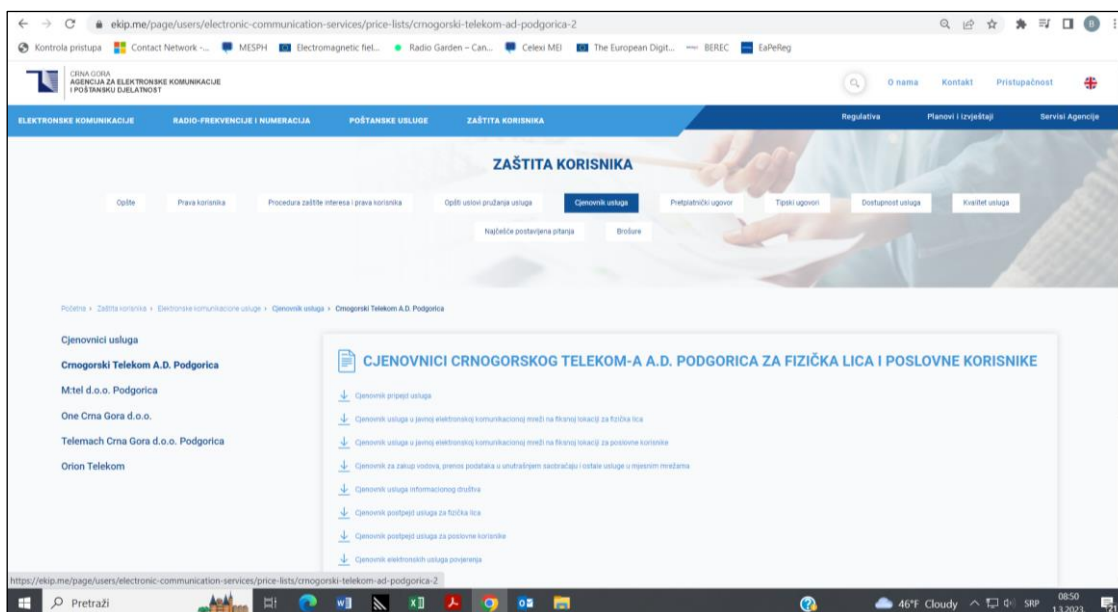 ekip.me/page/users/electronic-communication-services/price-lists/crnogorski-telekom-ad-podgorica-2
Kontrola pristupa Contact Network -... MESPH Electromagnetic fiel... Radio Garden – Can... Celexi MEI The European Digit... BEREC EaPeReg
CRNA GORA
AGENCIJA ZA ELEKTRONSKE KOMUNIKACIJE
I POŠTANSKU DJELATNOST
O nama Kontakt Pristupačnost
ELEKTRONSKE KOMUNIKACIJE RADIO-FREKVENCIJE I NUMERACIJA POŠTANSKE USLUGE ZAŠTITA KORISNIKA Regulativa Planovi i izvještaji Servisi Agencije
ZAŠTITA KORISNIKA
Opšte Prava korisnika Procedura zaštite interesa i prava korisnika Opšti uslovi pružanja usluga Cjenovnik usluga Pretplatnički ugovor Tipski ugovori Dostupnost usluga Kvalitet usluga
Najčešće postavljena pitanja Brošure
Početna > Zaštita korisnika > Elektronske komunikacione usluge > Cjenovnik usluga > Crnogorski Telekom A.D. Podgorica
Cjenovnici usluga
Crnogorski Telekom A.D. Podgorica
M:tel d.o.o. Podgorica
One Crna Gora d.o.o.
Telemach Crna Gora d.o.o. Podgorica
Orion Telekom
CJENOVNICI CRNOGORSKOG TELEKOM-A A.D. PODGORICA ZA FIZIČKA LICA I POSLOVNE KORISNIKE
Cjenovnik pripejd usluga
Cjenovnik usluga u javnoj elektronskoj komunikacionoj mreži na fiksnoj lokaciji za fizička lica
Cjenovnik usluga u javnoj elektronskoj komunikacionoj mreži na fiksnoj lokaciji za poslovne korisnike
Cjenovnik za zakup vodova, prenos podataka u unutrašnjem saobraćaju i ostale usluge u mjesnim mrežama
Cjenovnik usluga informacionog društva
Cjenovnik postpejd usluga za fizička lica
Cjenovnik postpejd usluga za poslovne korisnike
Cjenovnik elektronskih usluga povjerenja
https://ekip.me/page/users/electronic-communication-services/price-lists/crnogorski-telekom-ad-podgorica-2
Pretraži 46°F Cloudy SRP 08:50
1.3.2023.